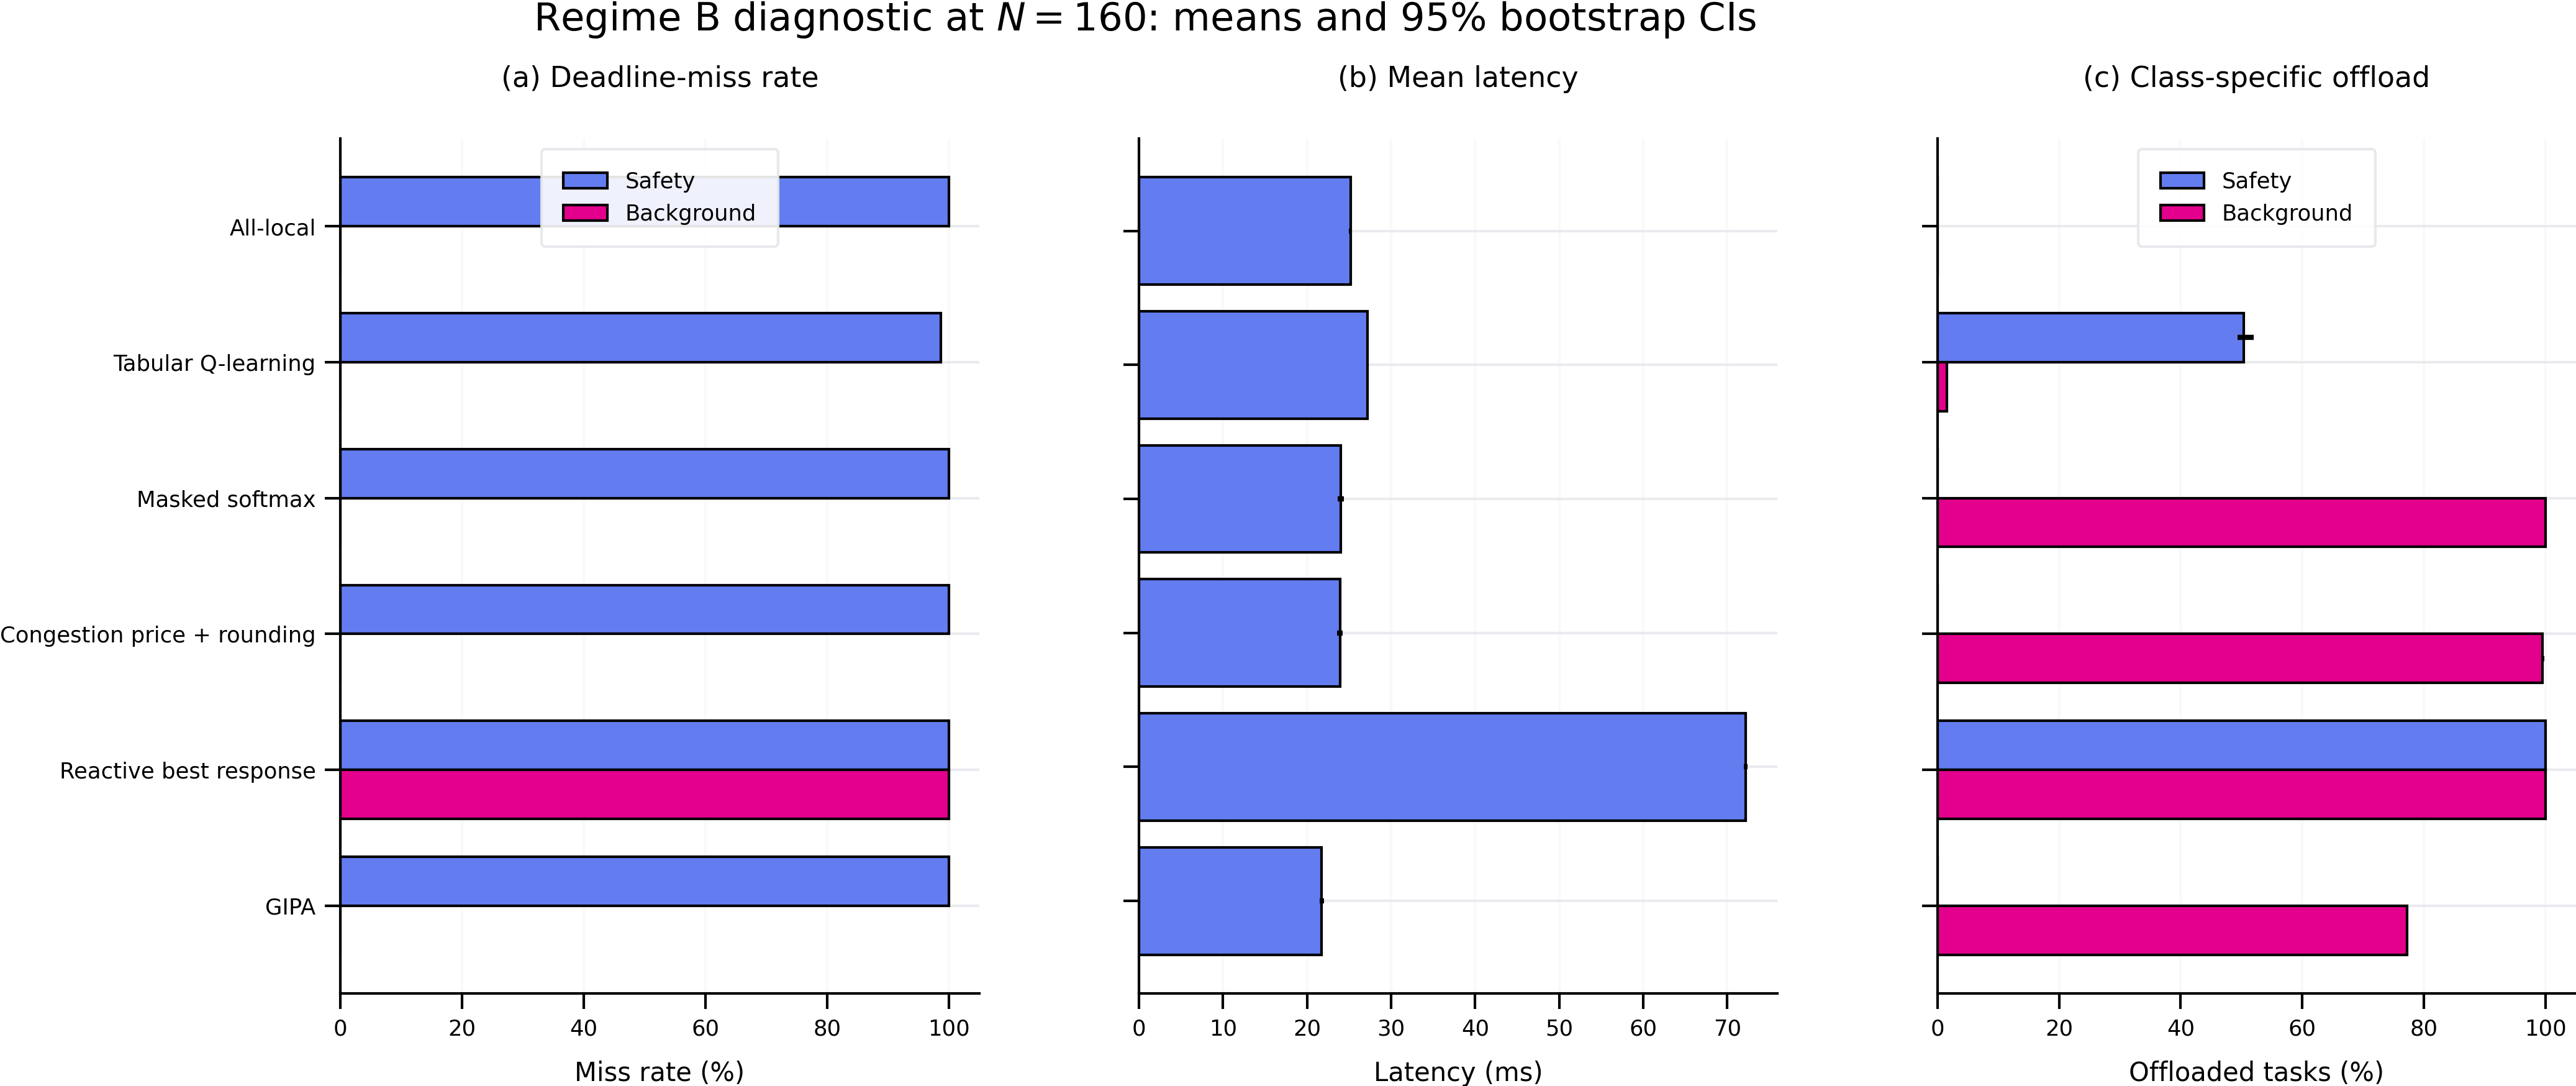 Regime B diagnostic at N = 160: means and 95% bootstrap CIs
(a) Deadline-miss rate
Safety
Background
All-local
Tabular Q-learning
Masked softmax
Congestion price + rounding
Reactive best response
GIPA
0 20 40 60 80 100
Miss rate (%)
(b) Mean latency
0 10 20 30 40 50 60 70
Latency (ms)
(c) Class-specific offload
Safety
Background
0 20 40 60 80 100
Offloaded tasks (%)